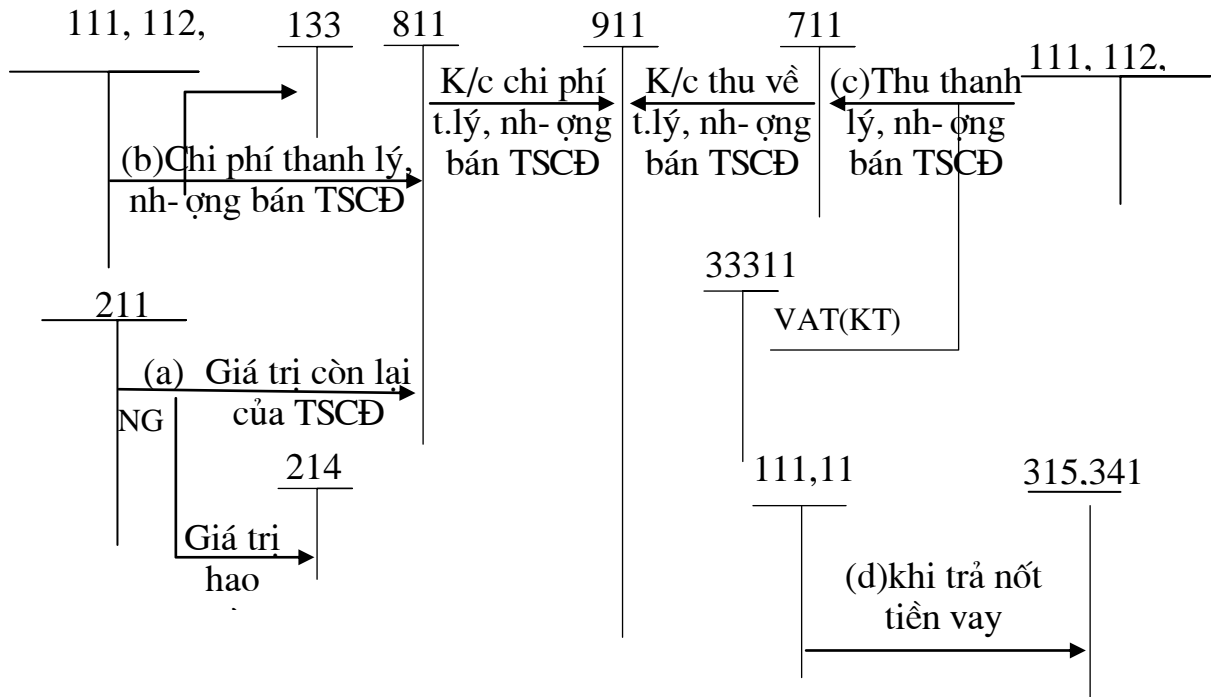 111, 112,
133
811
911
711
111, 112,
K/c chi phí
t.lý, nh- ợng
bán TSCĐ
K/c thu về
t.lý, nh- ợng
bán TSCĐ
(c)Thu thanh
lý, nh- ợng
bán TSCĐ
(b)Chi phí thanh lý,
nh- ợng bán TSCĐ
33311
VAT(KT)
211
(a) Giá trị còn lại
của TSCĐ
NG
214
Giá trị
hao
111,11
315,341
(d)khi trả nốt
tiền vay